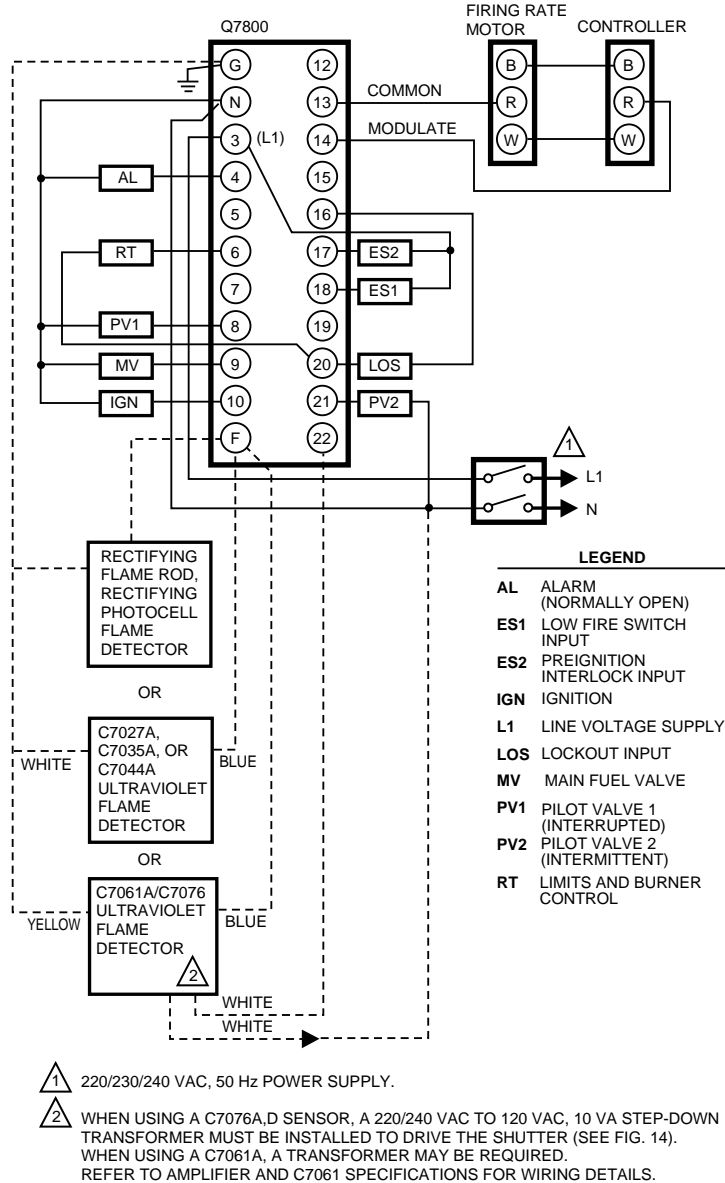 Q7800
FIRING RATE
MOTOR
CONTROLLER
G
12
B
B
N
13
COMMON
R
R
3
(L1)
14
MODULATE
W
W
AL
4
15
5
16
RT
6
17
ES2
7
18
ES1
PV1
8
19
MV
9
20
LOS
IGN
10
21
PV2
F
22
1
L1
N
RECTIFYING
FLAME ROD,
RECTIFYING
PHOTOCELL
FLAME
DETECTOR
OR
WHITE
C7027A,
C7035A, OR
C7044A
ULTRAVIOLET
FLAME
DETECTOR
BLUE
OR
YELLOW
C7061A/C7076
ULTRAVIOLET
FLAME
DETECTOR
2
BLUE
WHITE
WHITE
LEGEND
AL ALARM
(NORMALLY OPEN)
ES1 LOW FIRE SWITCH
INPUT
ES2 PREIGNITION
INTERLOCK INPUT
IGN IGNITION
L1 LINE VOLTAGE SUPPLY
LOS LOCKOUT INPUT
MV MAIN FUEL VALVE
PV1 PILOT VALVE 1
(INTERRUPTED)
PV2 PILOT VALVE 2
(INTERMITTENT)
RT LIMITS AND BURNER
CONTROL
1 220/230/240 VAC, 50 Hz POWER SUPPLY.
2 WHEN USING A C7076A,D SENSOR, A 220/240 VAC TO 120 VAC, 10 VA STEP-DOWN
TRANSFORMER MUST BE INSTALLED TO DRIVE THE SHUTTER (SEE FIG. 14).
WHEN USING A C7061A, A TRANSFORMER MAY BE REQUIRED.
REFER TO AMPLIFIER AND C7061 SPECIFICATIONS FOR WIRING DETAILS.